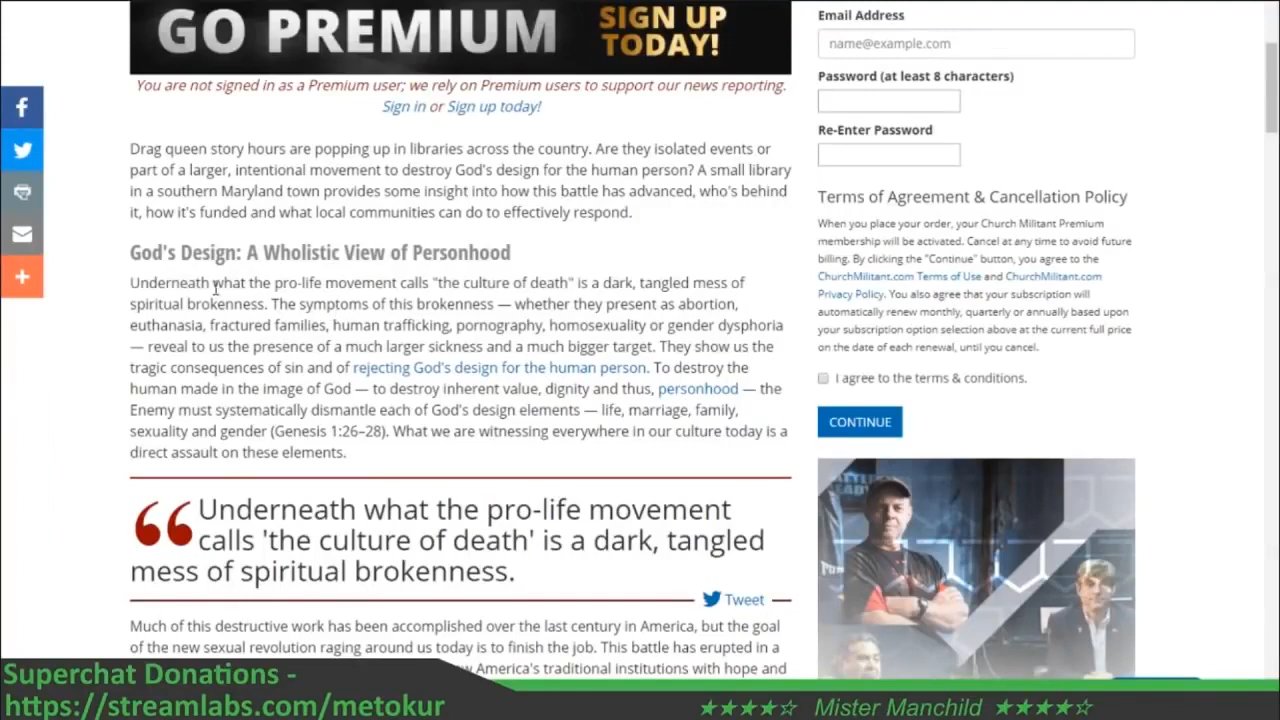 GO PREMIUM
SIGN UP
TODAY!
You are not signed in as a Premium user; we rely on Premium users to support our news reporting.
Sign in or Sign up today!
Drag queen story hours are popping up in libraries across the country. Are they isolated events or
part of a larger, intentional movement to destroy God's design for the human person? A small library
in a southern Maryland town provides some insight into how this battle has advanced, who's behind
it, how it's funded and what local communities can do to effectively respond.
God's Design: A Wholistic View of Personhood
Underneath what the pro-life movement calls "the culture of death" is a dark, tangled mess of
spiritual brokenness. The symptoms of this brokenness — whether they present as abortion,
euthanasia, fractured families, human trafficking, pornography, homosexuality or gender dysphoria
— reveal to us the presence of a much larger sickness and a much bigger target. They show us the
tragic consequences of sin and of rejecting God's design for the human person. To destroy the
human made in the image of God — to destroy inherent value, dignity and thus, personhood — the
Enemy must systematically dismantle each of God's design elements — life, marriage, family,
sexuality and gender (Genesis 1:26–28). What we are witnessing everywhere in our culture today is a
direct assault on these elements.
Underneath what the pro-life movement
calls 'the culture of death' is a dark, tangled
mess of spiritual brokenness.
Tweet
Much of this destructive work has been accomplished over the last century in America, but the goal
of the new sexual revolution raging around us today is to finish the job. This battle has erupted in a
America's traditional institutions with hope and
Email Address
name@example.com
Password (at least 8 characters)
Re-Enter Password
Terms of Agreement & Cancellation Policy
When you place your order, your Church Militant Premium
membership will be activated. Cancel at any time to avoid future
billing. By clicking the "Continue" button, you agree to the
ChurchMilitant.com Terms of Use and ChurchMilitant.com
Privacy Policy. You also agree that your subscription will
automatically renew monthly, quarterly or annually based upon
your subscription option selection above at the current full price
on the date of each renewal, until you cancel.
I agree to the terms & conditions.
CONTINUE
Superchat Donations -
https://streamlabs.com/metokur
★★★★☆ Mister Manchild ★★★★☆